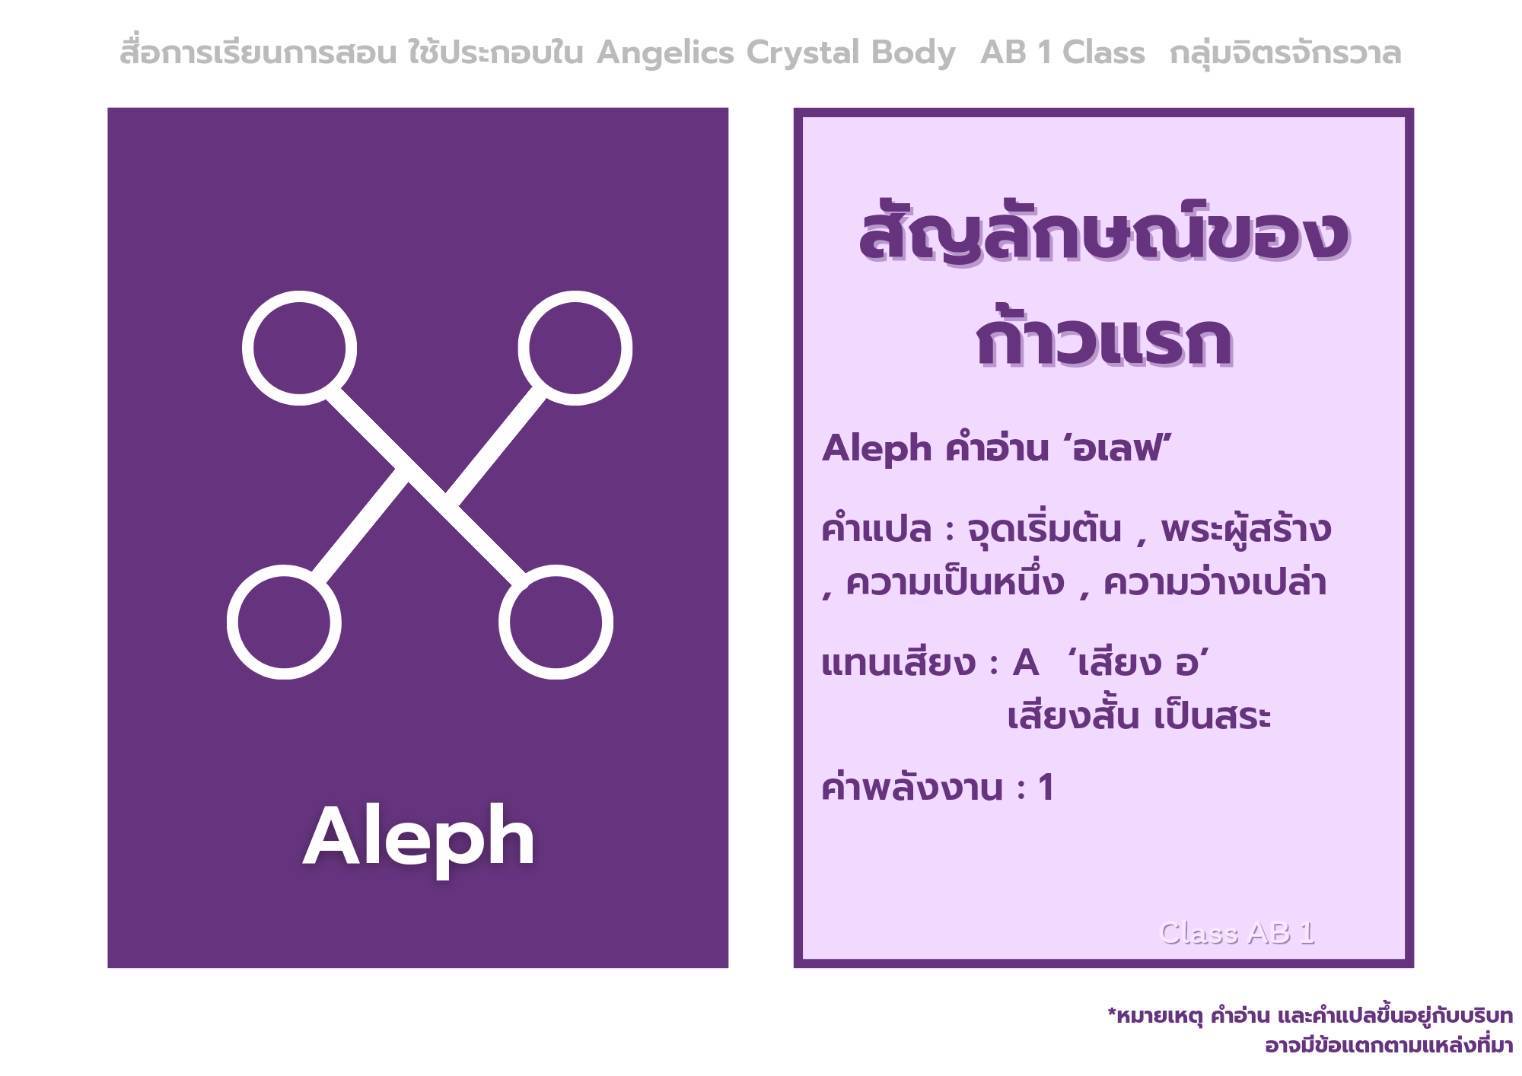 สื่อการเรียนการสอน ใช้ประกอบใน Angelics Crystal Body AB 1 Class กลุ่มจิตรจักรวาล
Aleph
สัญลักษณ์ของ
ก้าวแรก
Aleph คำอ่าน ‘อเลฟ’
คำแปล : จุดเริ่มต้น , พระผู้สร้าง
, ความเป็นหนึ่ง , ความว่างเปล่า
แทนเสียง : A ‘เสียง อ’
เสียงสั้น เป็นสระ
ค่าพลังงาน : 1
Class AB 1
*หมายเหตุ คำอ่าน และคำแปลขึ้นอยู่กับบริบท
อาจมีข้อแตกตามแหล่งที่มา